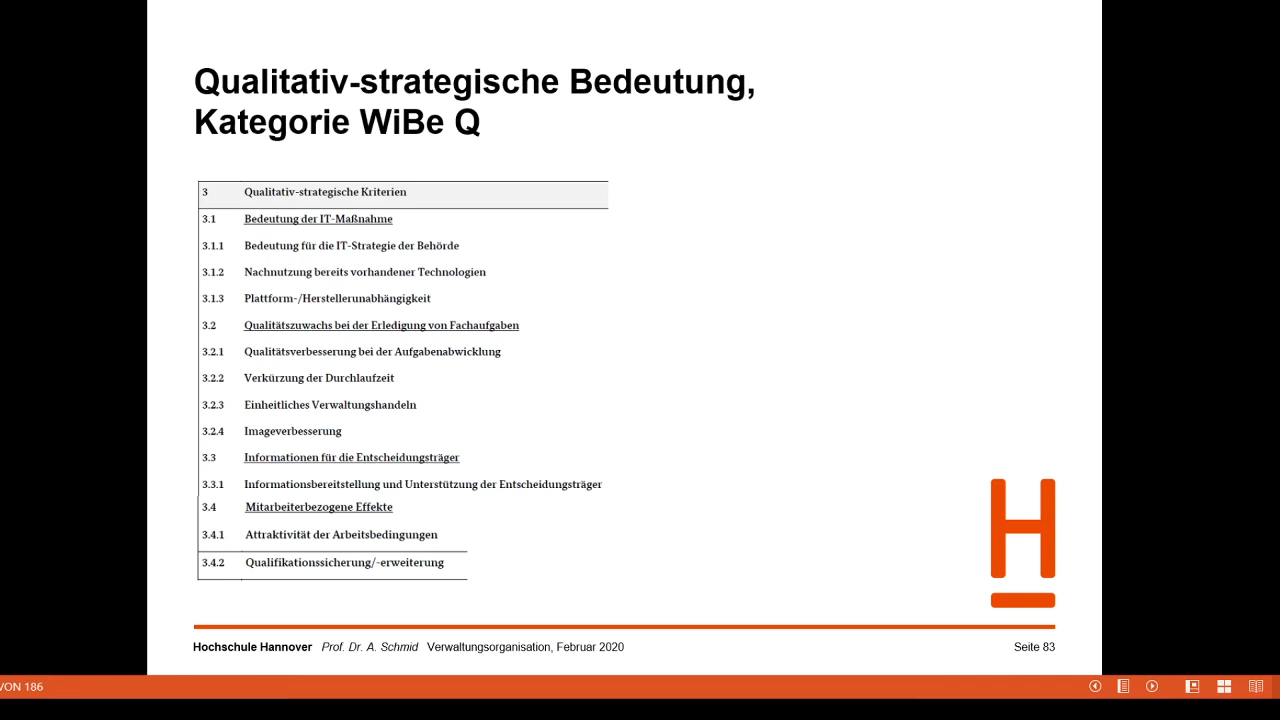 Qualitativ-strategische Bedeutung,
Kategorie WiBe Q
3 Qualitativ-strategische Kriterien
3.1 Bedeutung der IT-Maßnahme
3.1.1 Bedeutung für die IT-Strategie der Behörde
3.1.2 Nachnutzung bereits vorhandener Technologien
3.1.3 Plattform-/Herstellerunabhängigkeit
3.2 Qualitätszuwachs bei der Erledigung von Fachaufgaben
3.2.1 Qualitätsverbesserung bei der Aufgabenabwicklung
3.2.2 Verkürzung der Durchlaufzeit
3.2.3 Einheitliches Verwaltungshandeln
3.2.4 Imageverbesserung
3.3 Informationen für die Entscheidungsträger
3.3.1 Informationsbereitstellung und Unterstützung der Entscheidungsträger
3.4 Mitarbeiterbezogene Effekte
3.4.1 Attraktivität der Arbeitsbedingungen
3.4.2 Qualifikationssicherung/-erweiterung
H
Hochschule Hannover Prof. Dr. A. Schmid Verwaltungsorganisation, Februar 2020 Seite 83
VON 186